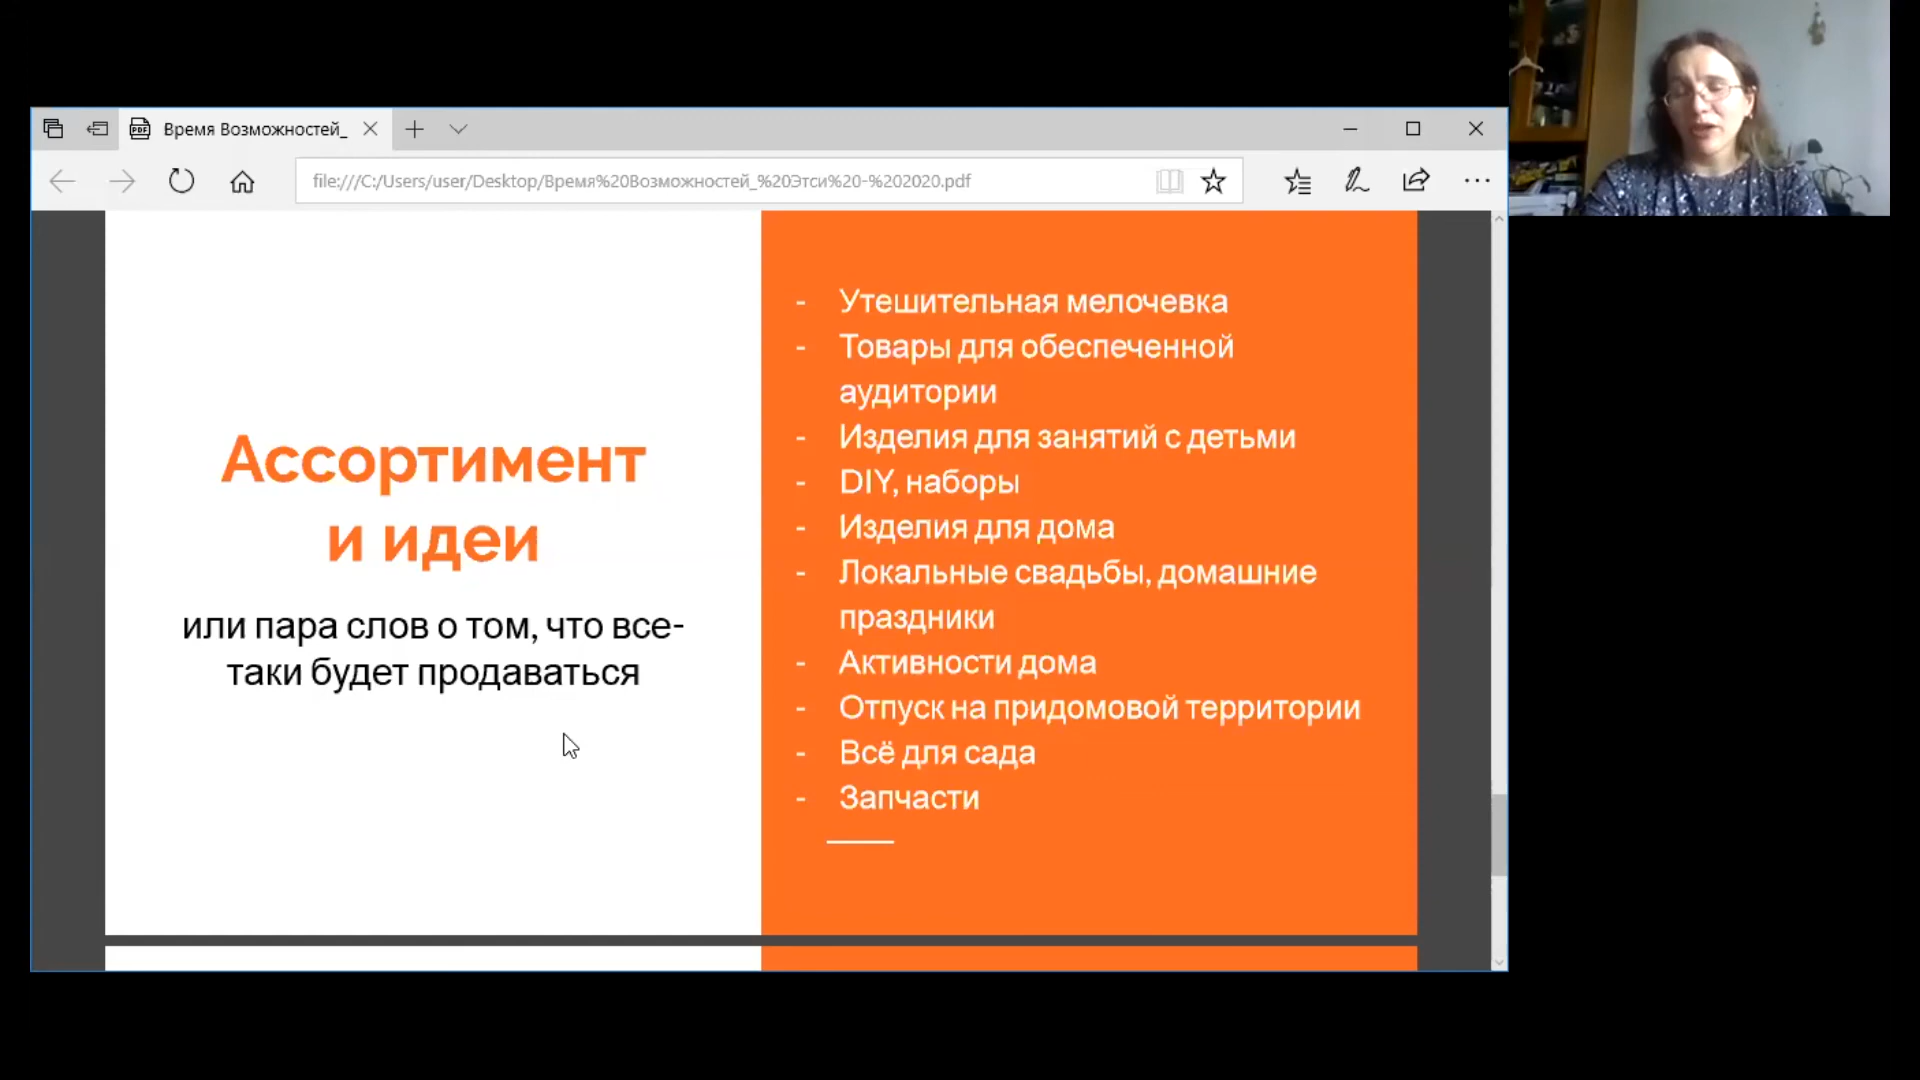 Время Возможностей_
file:///C:/Users/user/Desktop/Время%20Возможностей_%20Этси%20-%202020.pdf
Ассортимент
и идеи
или пара слов о том, что все-
таки будет продаваться
- Утешительная мелочевка
- Товары для обеспеченной
аудитории
- Изделия для занятий с детьми
- DIY, наборы
- Изделия для дома
- Локальные свадьбы, домашние
праздники
- Активности дома
- Отпуск на придомовой территории
- Всё для сада
- Запчасти